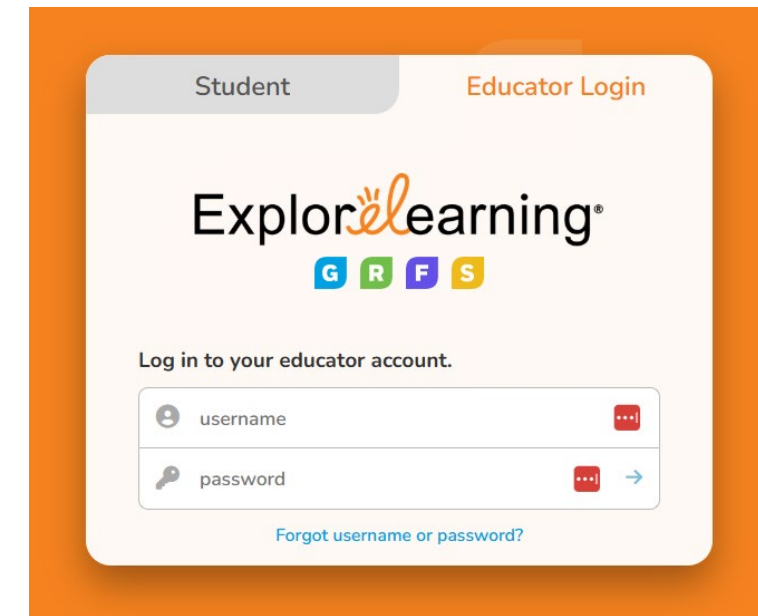 Student
Educator Login
ExploreLearning®
G R F S
Log in to your educator account.
username
password
Forgot username or password?